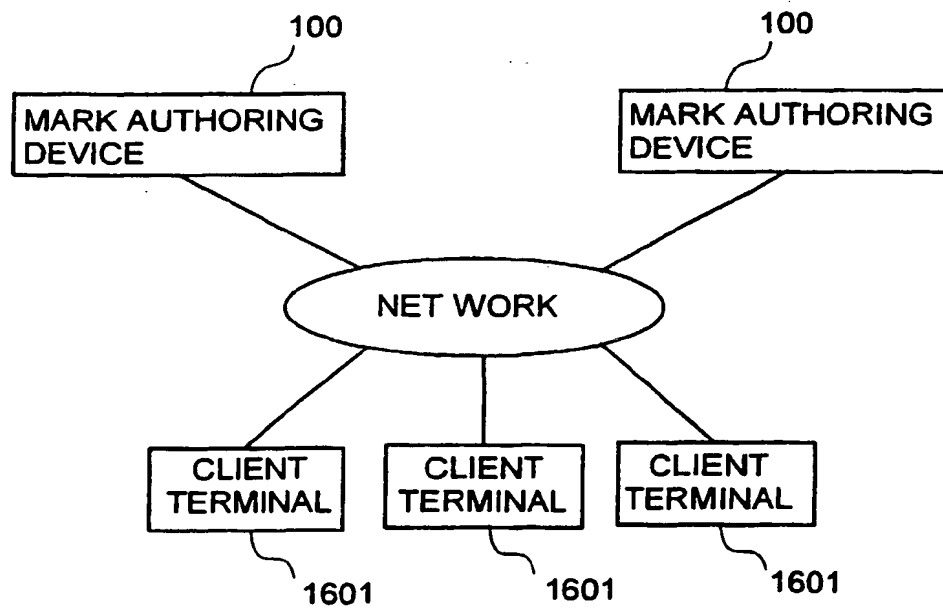 100
100
MARK AUTHORING
DEVICE
MARK AUTHORING
DEVICE
NET WORK
CLIENT
TERMINAL
CLIENT
TERMINAL
CLIENT
TERMINAL
1601
1601
1601